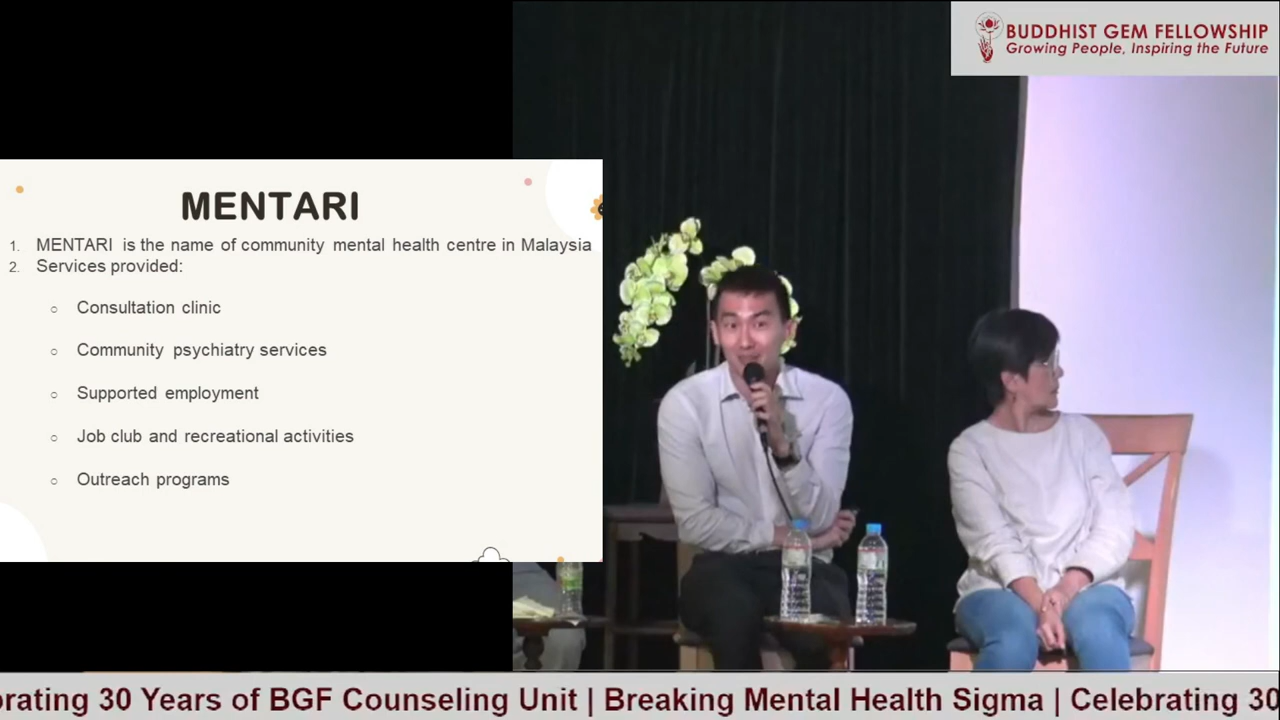 BUDDHIST GEM FELLOWSHIP
Growing People, Inspiring the Future
MENTARI
1. MENTARI is the name of community mental health centre in Malaysia
2. Services provided:
○ Consultation clinic
○ Community psychiatry services
○ Supported employment
○ Job club and recreational activities
○ Outreach programs
orating 30 Years of BGF Counseling Unit | Breaking Mental Health Sigma | Celebrating 30